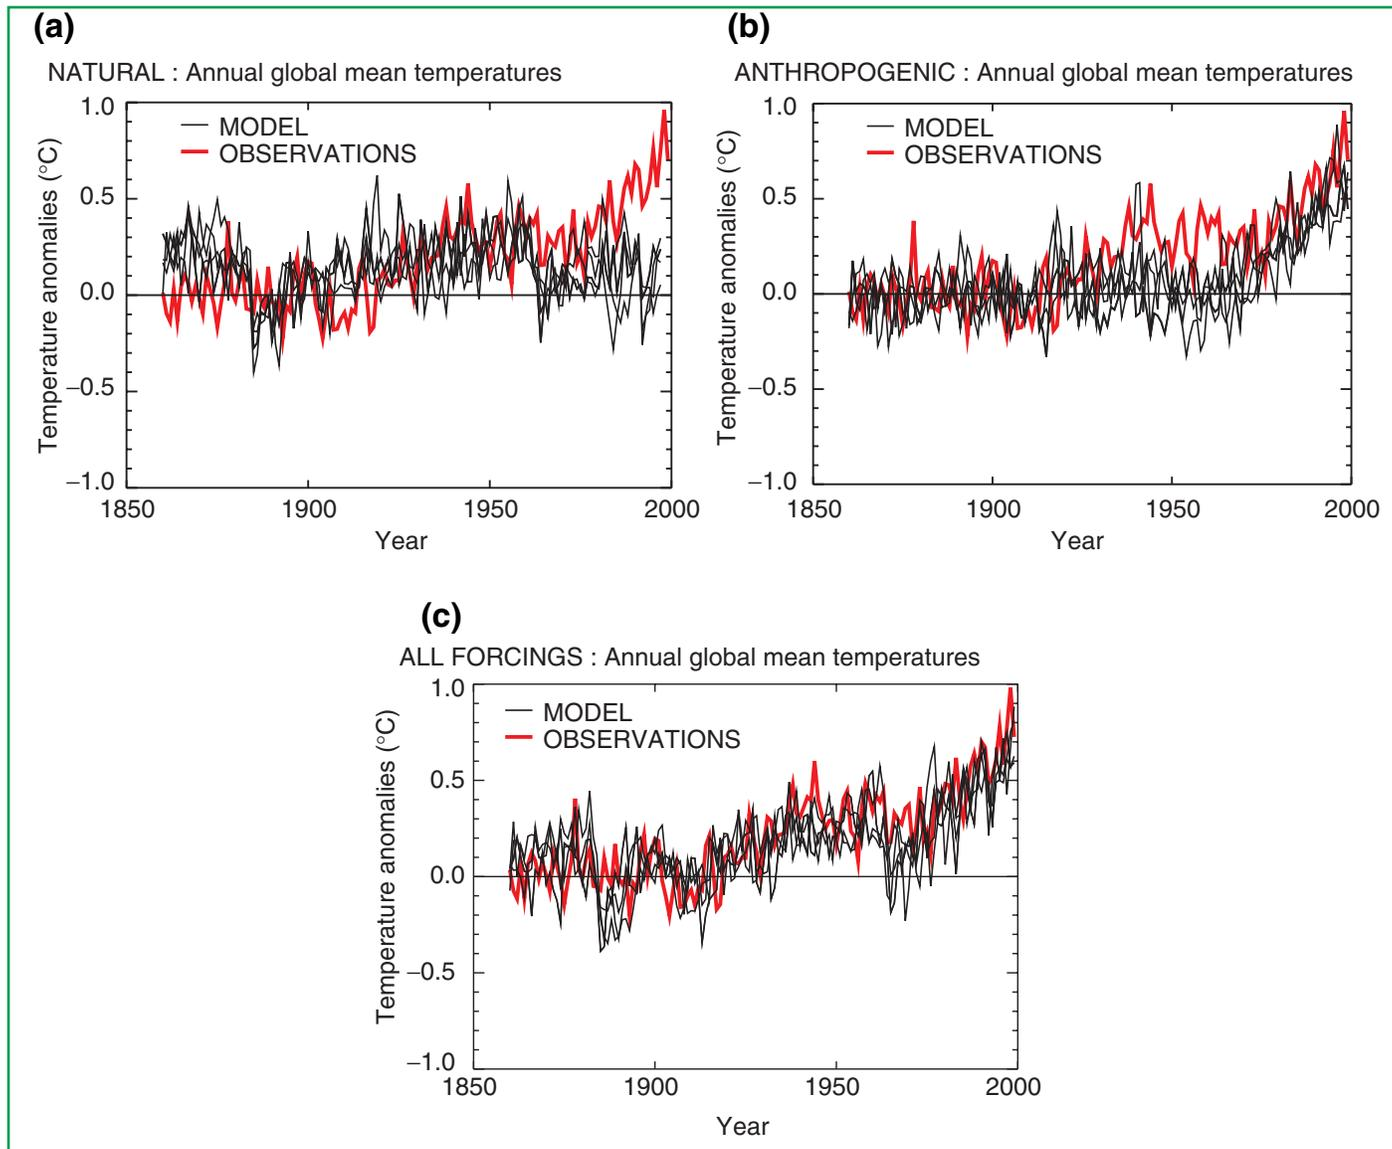 (a)
NATURAL : Annual global mean temperatures
1.0
MODEL
OBSERVATIONS
0.5
0.0
−0.5
−1.0
Temperature anomalies (°C)
1850 1900 1950 2000
Year
(b)
ANTHROPOGENIC : Annual global mean temperatures
1.0
MODEL
OBSERVATIONS
0.5
0.0
−0.5
−1.0
Temperature anomalies (°C)
1850 1900 1950 2000
Year
(c)
ALL FORCINGS : Annual global mean temperatures
1.0
MODEL
OBSERVATIONS
0.5
0.0
−0.5
−1.0
Temperature anomalies (°C)
1850 1900 1950 2000
Year